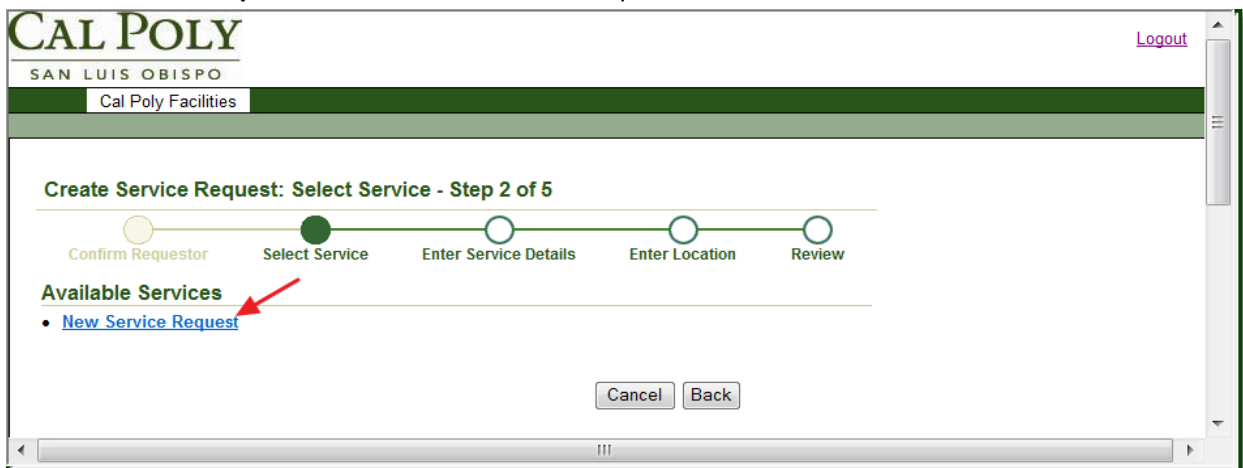 CAL POLY
SAN LUIS OBISPO
Logout
Cal Poly Facilities
Create Service Request: Select Service - Step 2 of 5
Confirm Requestor Select Service Enter Service Details Enter Location Review
Available Services
• New Service Request
Cancel Back